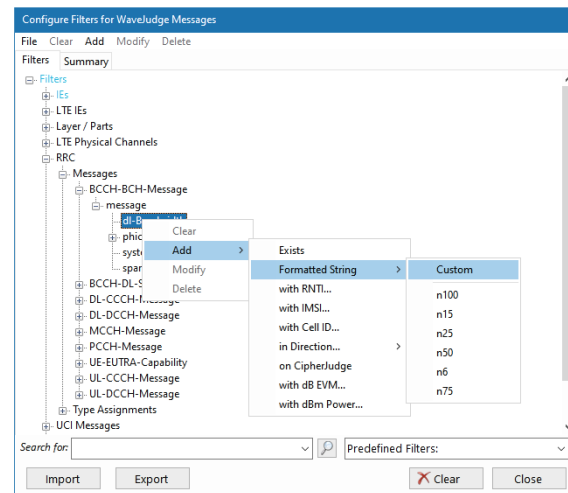 Configure Filters for WaveJudge Messages
File Clear Add Modify Delete
Filters Summary
Filters
IEs
LTE IEs
Layer / Parts
LTE Physical Channels
RRC
Messages
BCCH-BCH-Message
message
Clear
Add
Modify
Delete
Exists
Formatted String
with RNTI...
with IMSI...
with Cell ID...
in Direction...
on CipherJudge
with dB EVM...
with dBm Power...
Custom
n100
n15
n25
n50
n6
n75
DL-CCCH-Message
DL-DCCH-Message
MCCH-Message
PCCH-Message
UE-EUTRA-Capability
UL-CCCH-Message
UL-DCCH-Message
Type Assignments
UCI Messages
Search for: Predefined Filters:
Import Export Clear Close